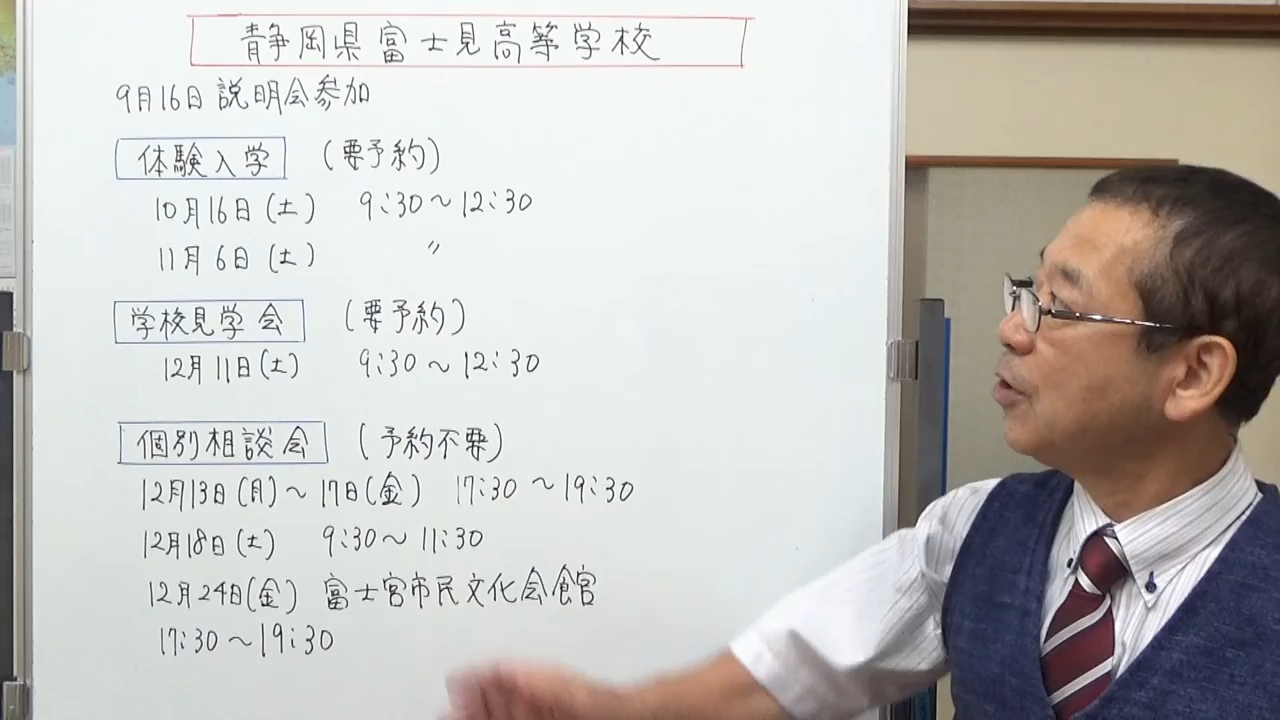 静岡県富士見高等学校
9月16日 説明会参加
体験入学 (要予約)
10月16日(土) 9:30〜12:30
11月6日(土) 〃
学校見学会 (要予約)
12月11日(土) 9:30〜12:30
個別相談会 (予約不要)
12月13日(月)〜17日(金) 17:30〜19:30
12月18日(土) 9:30〜11:30
12月24日(金) 富士宮市民文化会館
17:30〜19:30